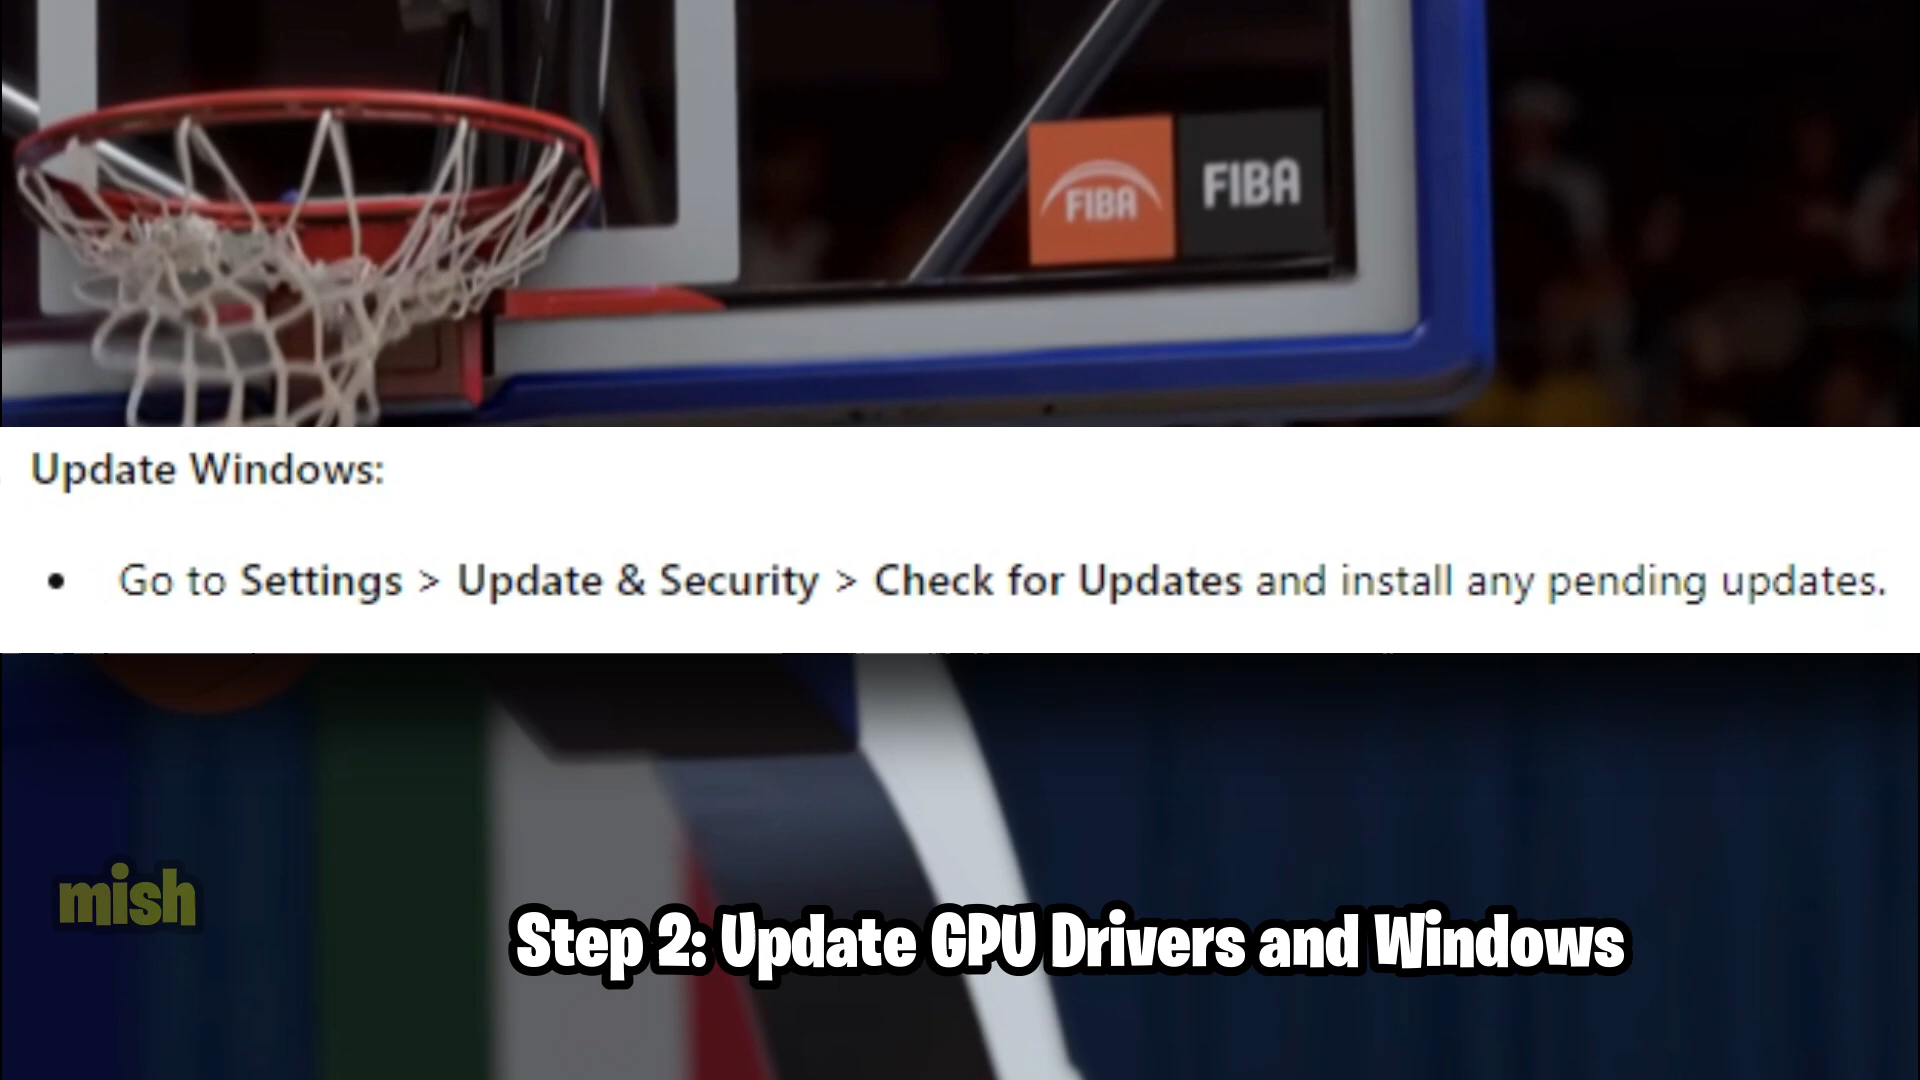 FIBA FIBA
Update Windows:
• Go to Settings > Update & Security > Check for Updates and install any pending updates.
mish
Step 2: Update GPU Drivers and Windows